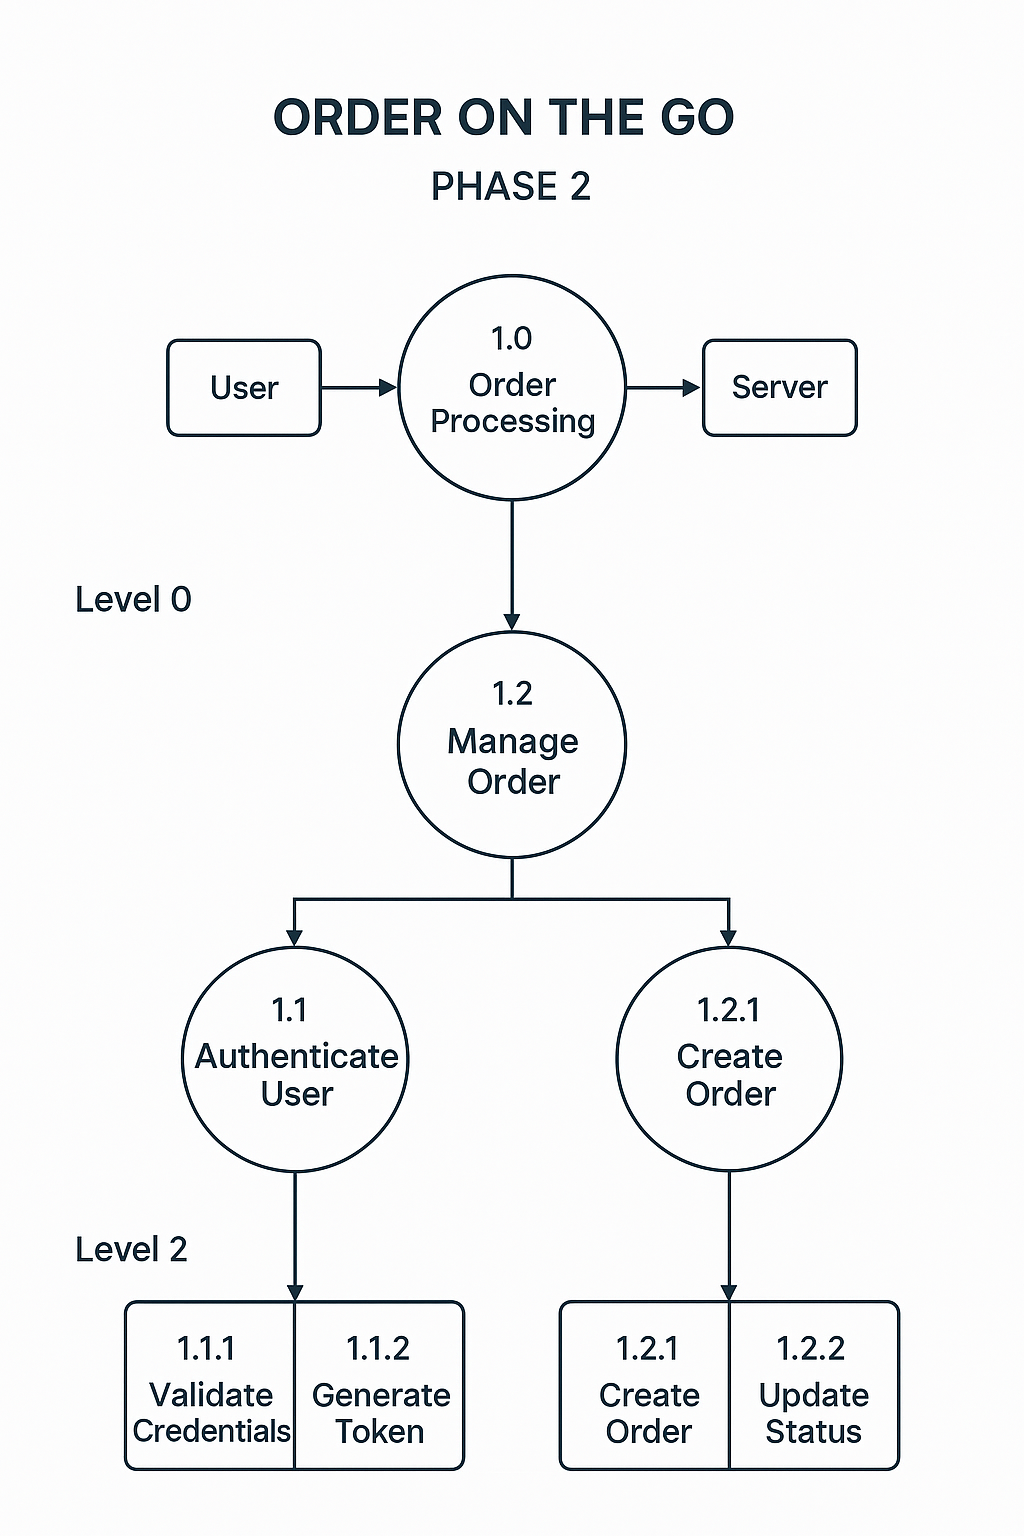 ORDER ON THE GO
PHASE 2
1.0
Order
Processing
User
Server
Level 0
1.2
Manage
Order
1.1
Authenticate
User
1.2.1
Create
Order
Level 2
1.1.1
Validate
Credentials
1.1.2
Generate
Token
1.2.1
Create
Order
1.2.2
Update
Status